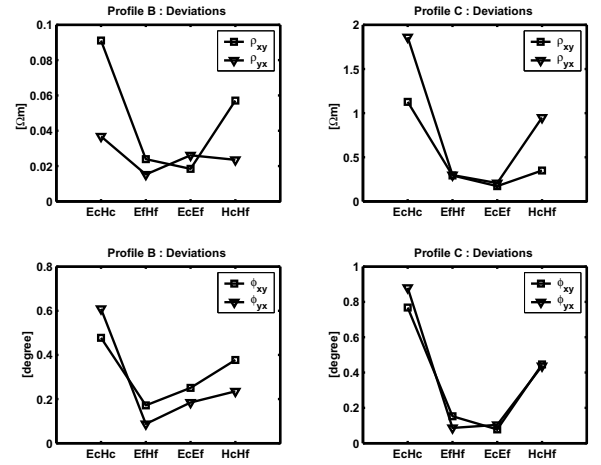 Profile B : Deviations
0.1
0.08
0.06
0.04
0.02
0
[Ωm]
ρxy
ρyx
EcHc EfHf EcEf HcHf
Profile C : Deviations
2
1.5
1
0.5
0
[Ωm]
ρxy
ρyx
EcHc EfHf EcEf HcHf
Profile B : Deviations
0.8
0.6
0.4
0.2
0
[degree]
ϕxy
ϕyx
EcHc EfHf EcEf HcHf
Profile C : Deviations
1
0.8
0.6
0.4
0.2
0
[degree]
ϕxy
ϕyx
EcHc EfHf EcEf HcHf